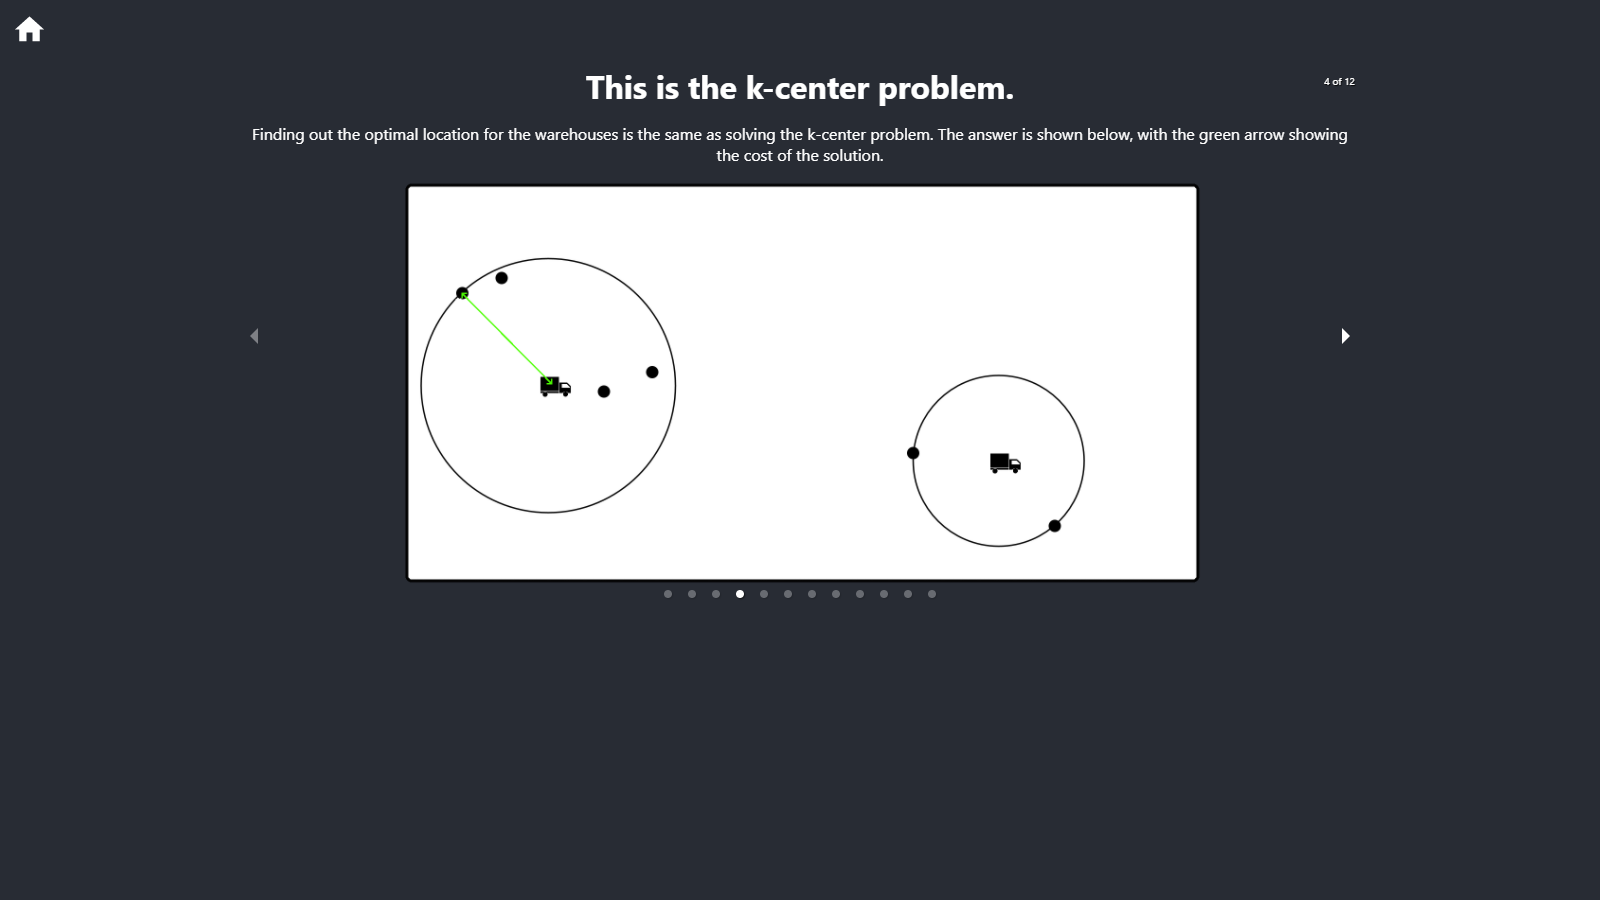 This is the k-center problem.
4 of 12
Finding out the optimal location for the warehouses is the same as solving the k-center problem. The answer is shown below, with the green arrow showing
the cost of the solution.